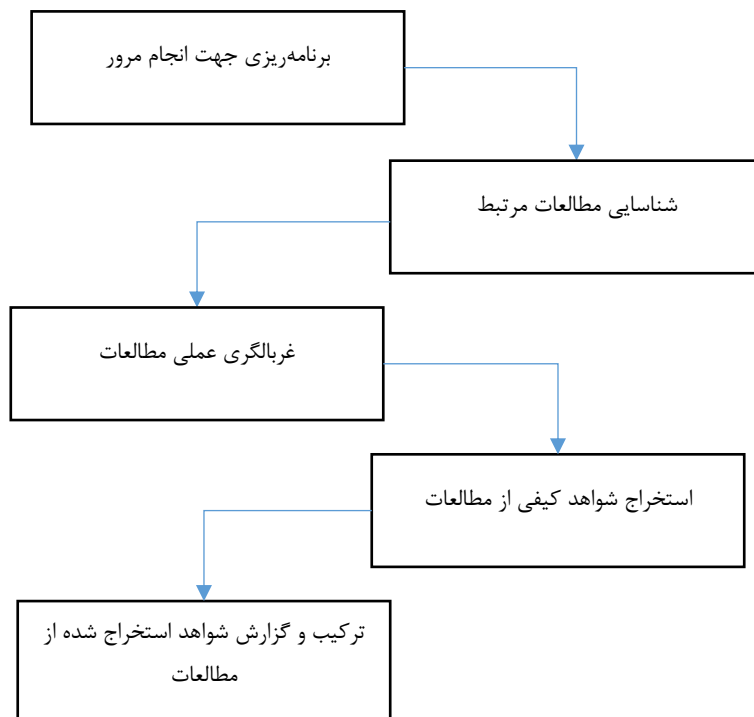 برنامه‌ریزی جهت انجام مرور
شناسایی مطالعات مرتبط
غربالگری عملی مطالعات
استخراج شواهد کیفی از مطالعات
ترکیب و گزارش شواهد استخراج شده از
مطالعات